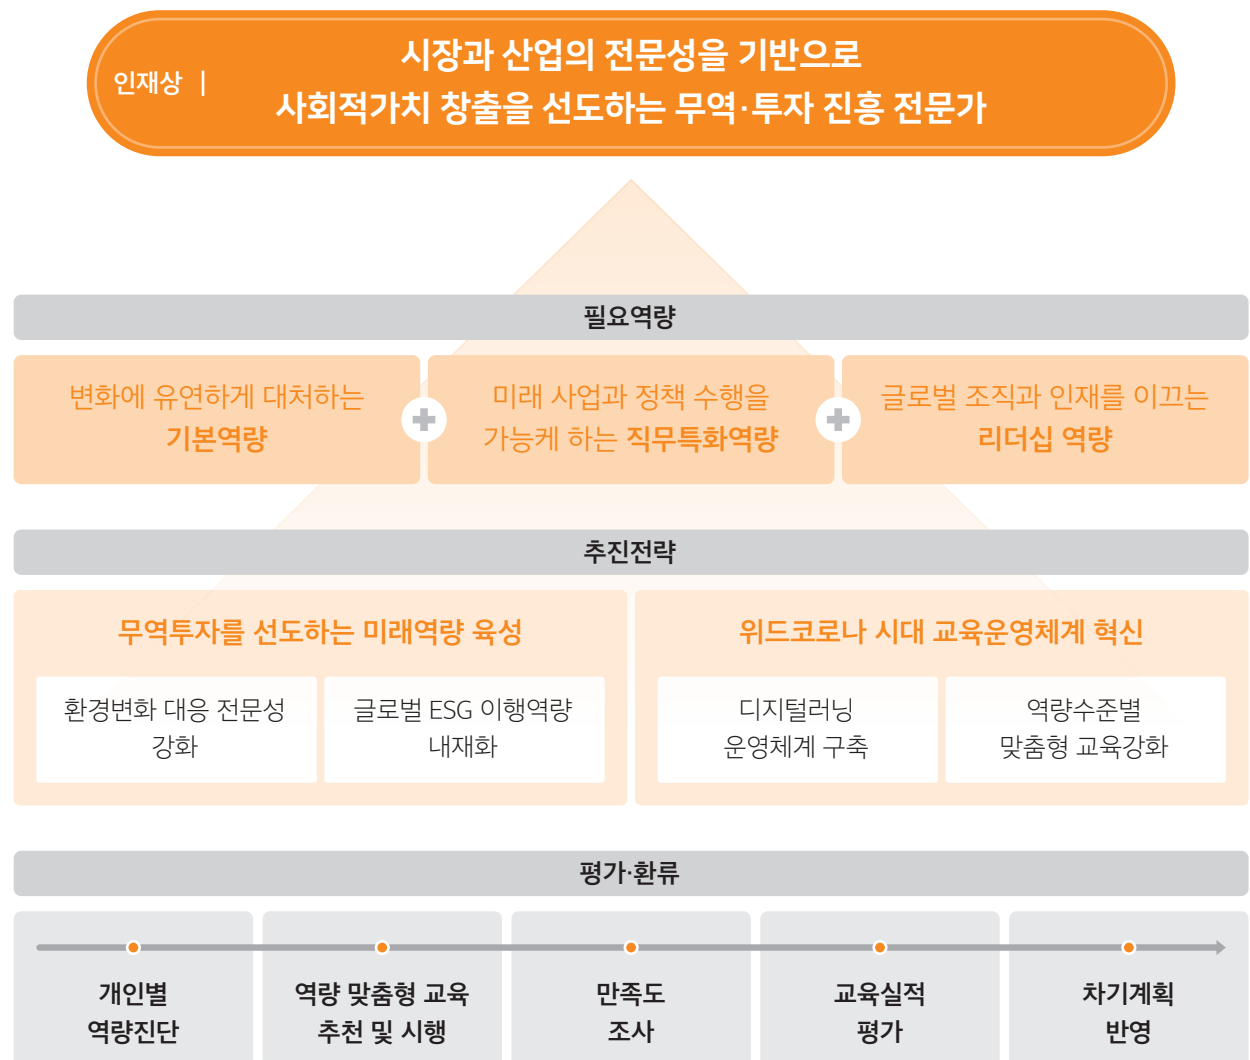 인재상 |
시장과 산업의 전문성을 기반으로
사회적가치 창출을 선도하는 무역·투자 진흥 전문가
필요역량
변화에 유연하게 대처하는
기본역량
미래 사업과 정책 수행을
가능케 하는 직무특화역량
글로벌 조직과 인재를 이끄는
리더십 역량
추진전략
무역투자를 선도하는 미래역량 육성
환경변화 대응 전문성
강화
글로벌 ESG 이행역량
내재화
위드코로나 시대 교육운영체계 혁신
디지털러닝
운영체계 구축
역량수준별
맞춤형 교육강화
평가·환류
개인별
역량진단
역량 맞춤형 교육
추천 및 시행
만족도
조사
교육실적
평가
차기계획
반영